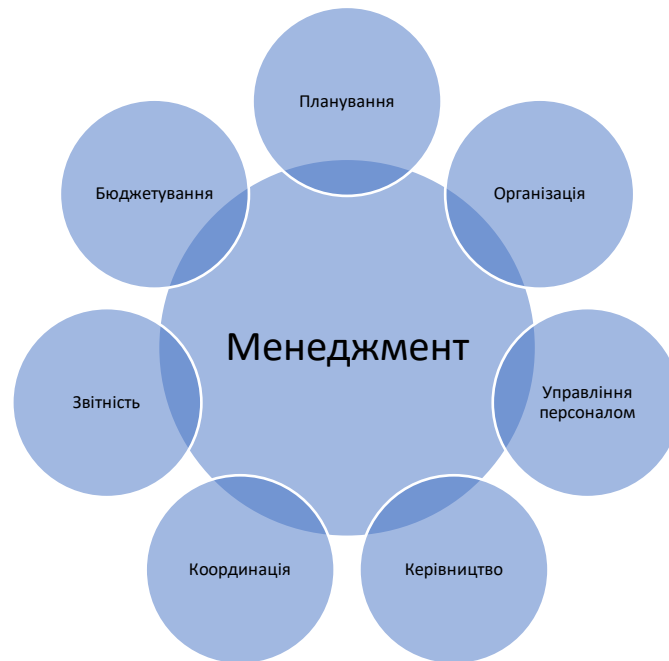 Планування
Організація
Управління
персоналом
Керівництво
Координація
Звітність
Бюджетування
Менеджмент